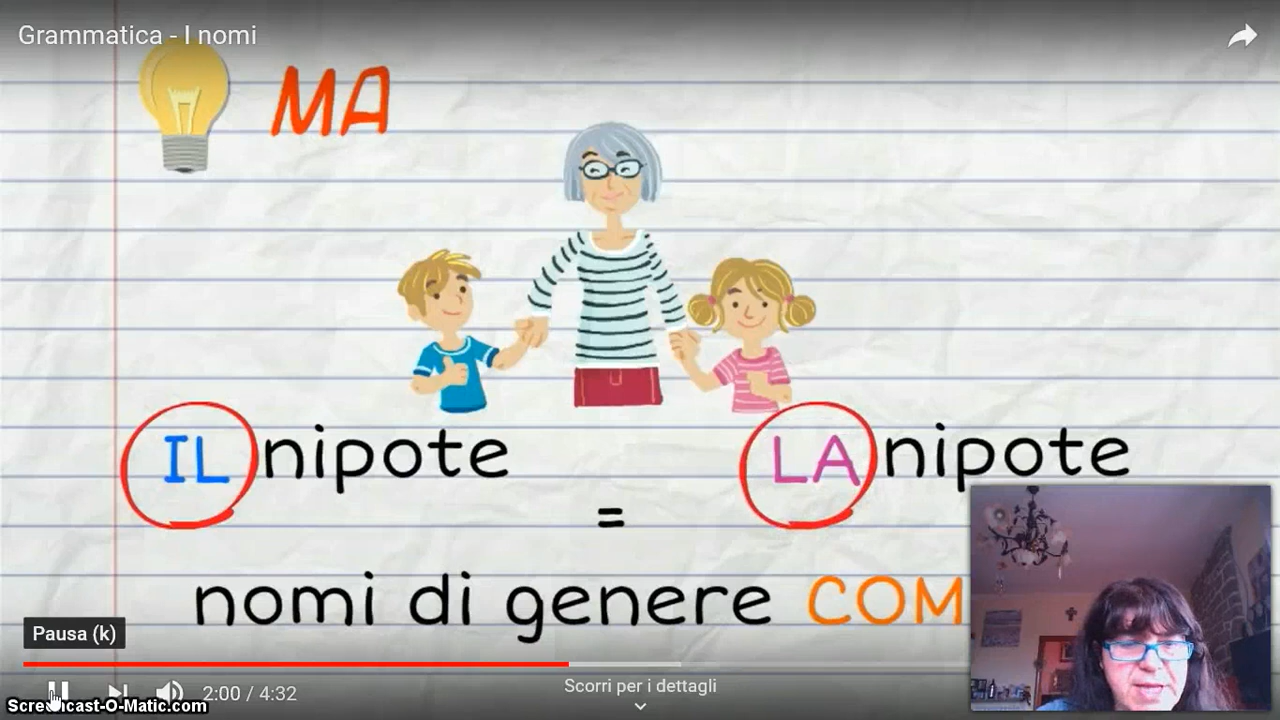 Grammatica - I nomi
MA
IL nipote LA nipote
=
nomi di genere COM
Pausa (k)
2:00 / 4:32
Scorri per i dettagli
Screencast-O-Matic.com